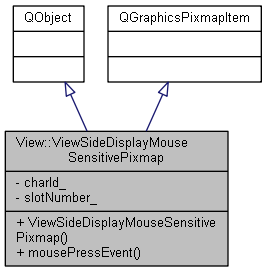 QObject
QGraphicsPixmapItem
View::ViewSideDisplayMouse
SensitivePixmap
- charId_
- slotNumber_
+ ViewSideDisplayMouseSensitive
Pixmap()
+ mousePressEvent()